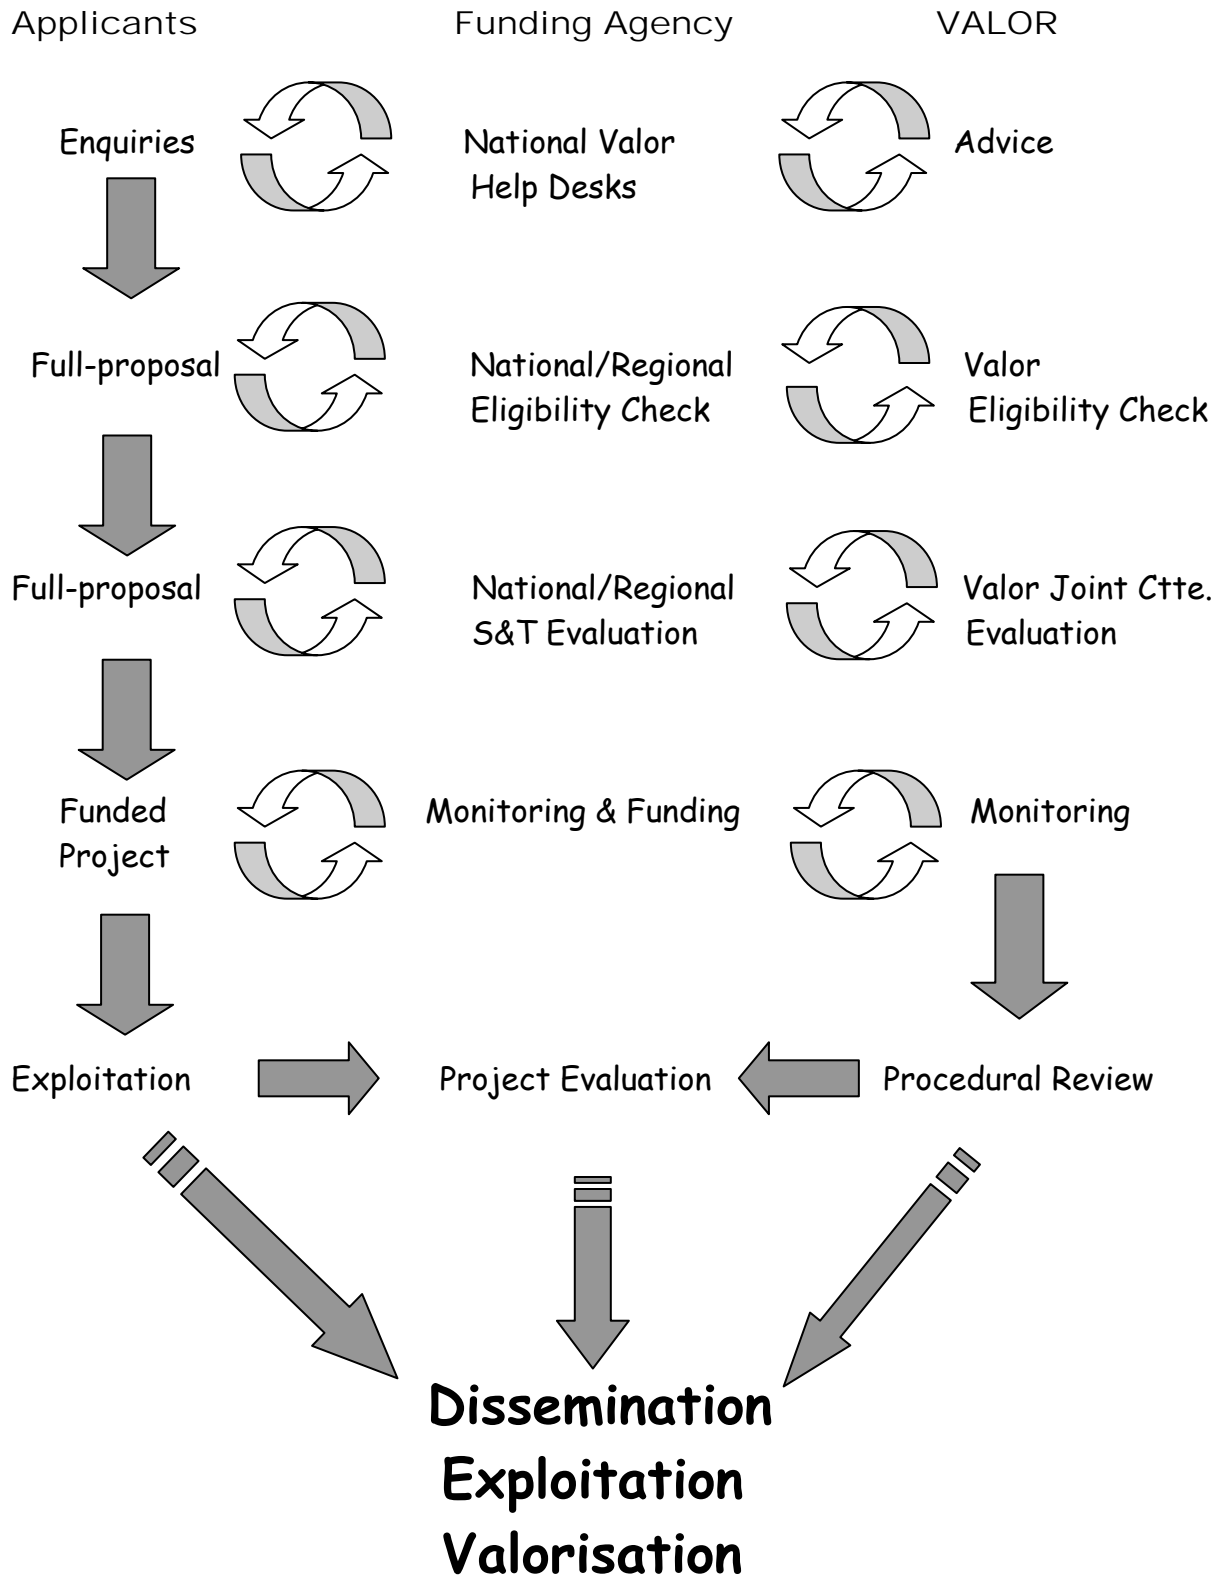 Applicants Funding Agency VALOR
Enquiries National Valor Advice
Help Desks
Full-proposal National/Regional Valor
Eligibility Check Eligibility Check
Full-proposal National/Regional Valor Joint Ctte.
S&T Evaluation Evaluation
Funded Monitoring & Funding Monitoring
Project
Exploitation Project Evaluation Procedural Review
Dissemination
Exploitation
Valorisation